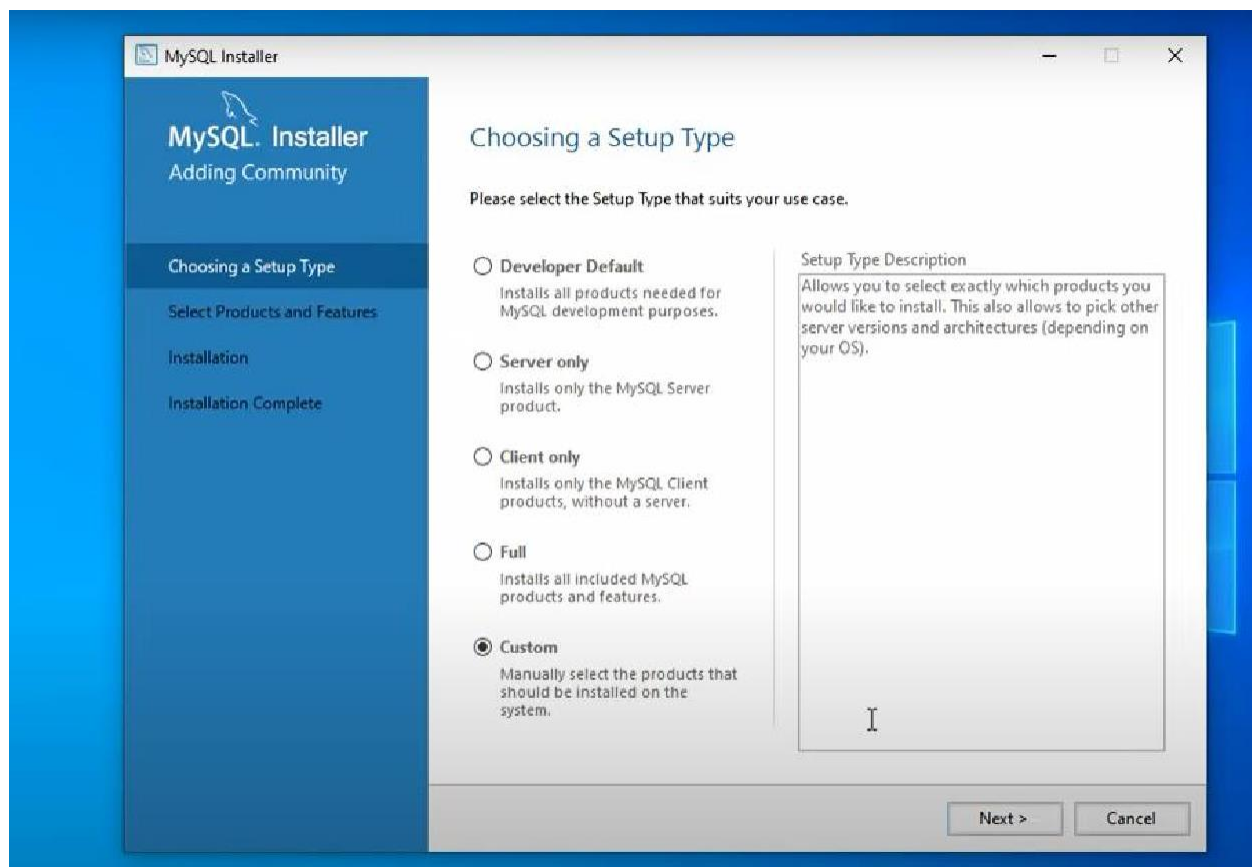 MySQL Installer
MySQL. Installer
Adding Community
Choosing a Setup Type
Select Products and Features
Installation
Installation Complete
Choosing a Setup Type
Please select the Setup Type that suits your use case.
Developer Default
Installs all products needed for
MySQL development purposes.
Server only
Installs only the MySQL Server
product.
Client only
Installs only the MySQL Client
products, without a server.
Full
Installs all included MySQL
products and features.
Custom
Manually select the products that
should be installed on the
system.
Setup Type Description
Allows you to select exactly which products you
would like to install. This also allows to pick other
server versions and architectures (depending on
your OS).
Next >
Cancel